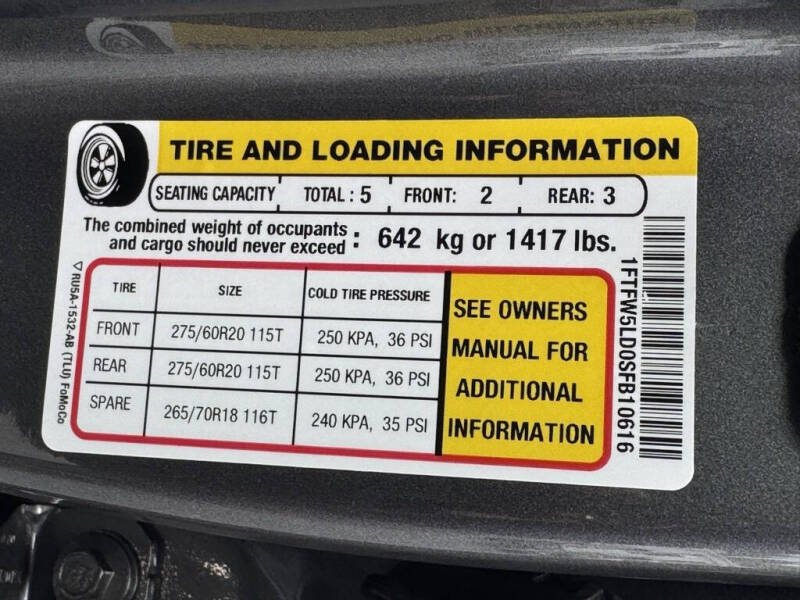 TIRE AND LOADING INFORMATION
SEATING CAPACITY TOTAL : 5 FRONT: 2 REAR: 3
The combined weight of occupants
and cargo should never exceed : 642 kg or 1417 lbs.
TIRE SIZE COLD TIRE PRESSURE
FRONT 275/60R20 115T 250 KPA, 36 PSI
REAR 275/60R20 115T 250 KPA, 36 PSI
SPARE 265/70R18 116T 240 KPA, 35 PSI
SEE OWNERS
MANUAL FOR
ADDITIONAL
INFORMATION
1FTFW5LD0SFB10616
RU5A-1532-AB (TLU) FoMoCo